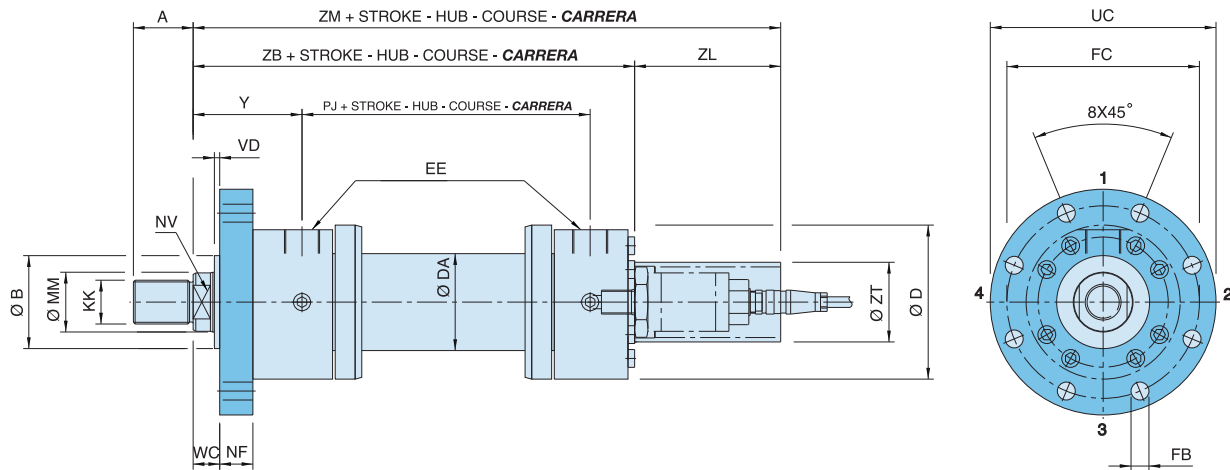 A
ZM + STROKE - HUB - COURSE - CARRERA
UC
ZB + STROKE - HUB - COURSE - CARRERA
ZL
FC
Y
PJ + STROKE - HUB - COURSE - CARRERA
8X45°
VD
EE
1
NV
Ø B
Ø MM
KK
Ø DA
Ø ZT
Ø D
4
2
WC
NF
3
FB